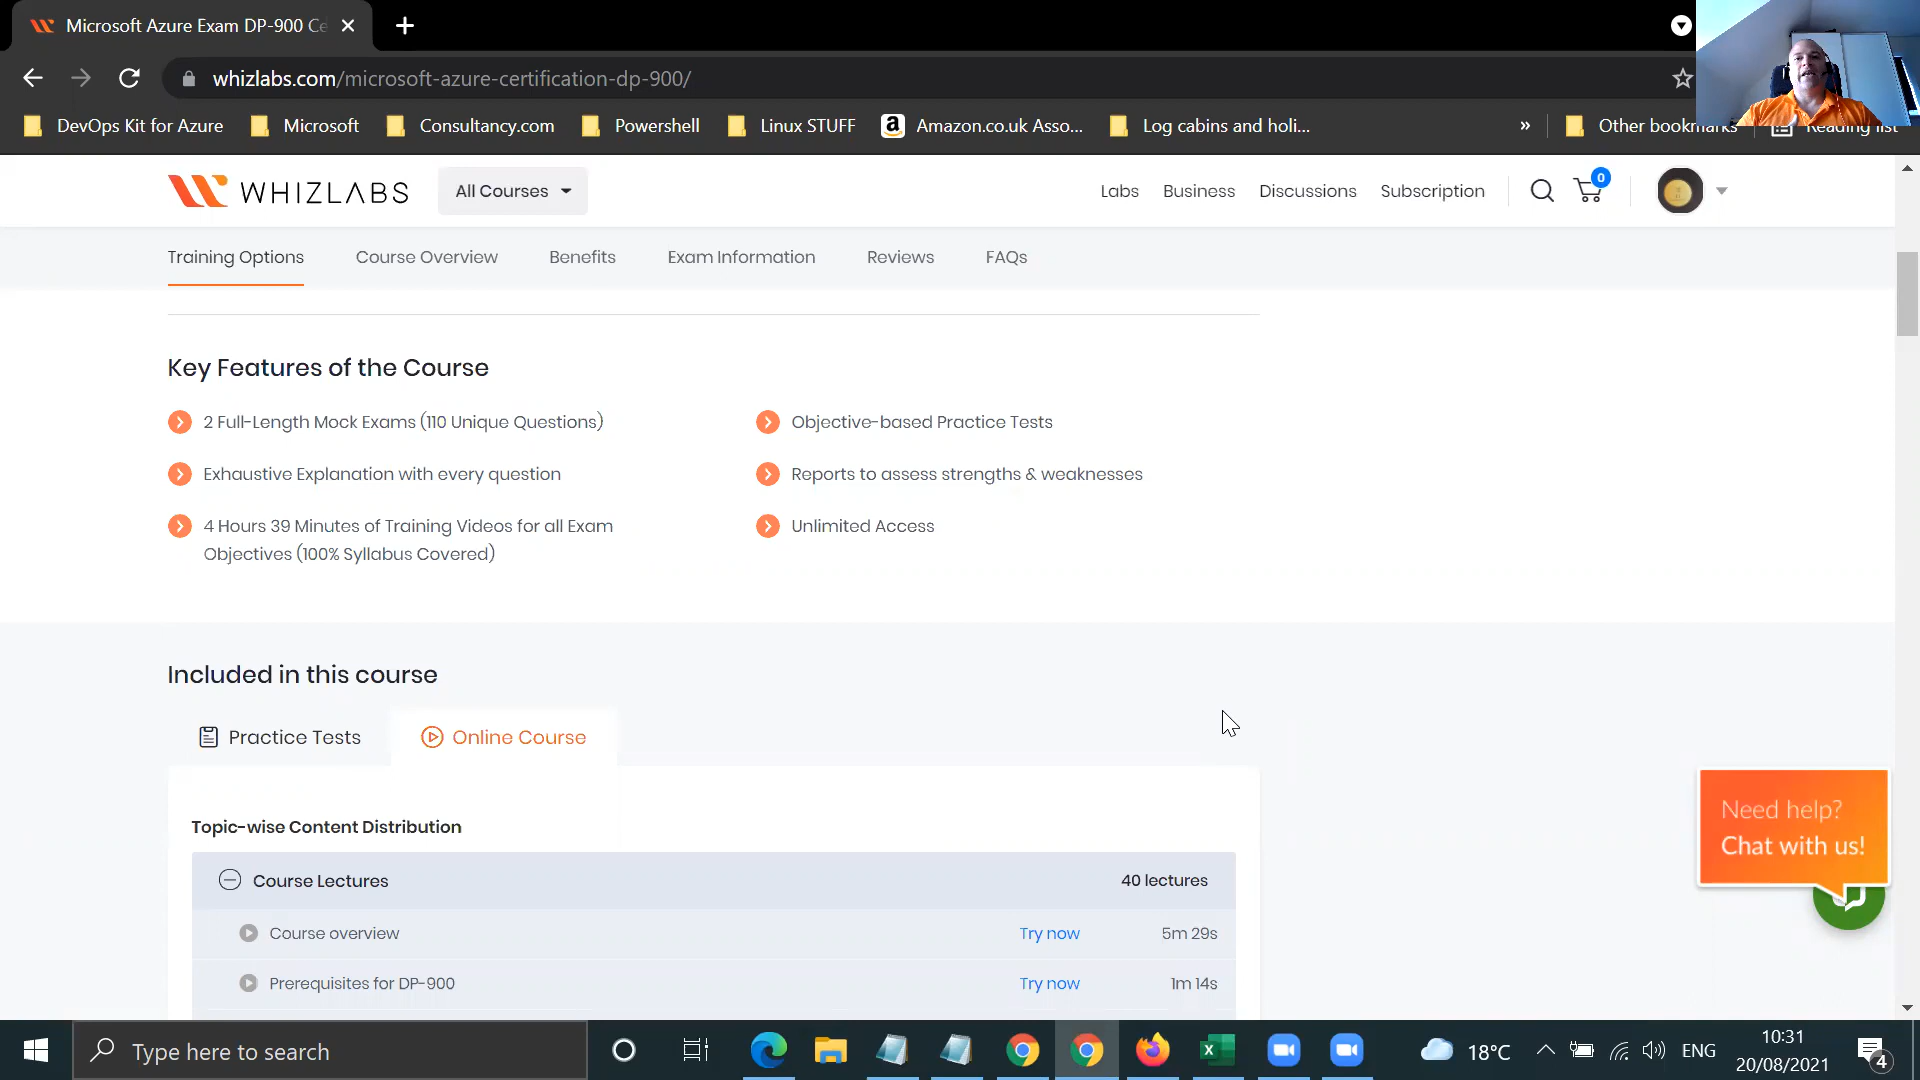 Microsoft Azure Exam DP-900 Ce
whizlabs.com/microsoft-azure-certification-dp-900/
DevOps Kit for Azure
Microsoft
Consultancy.com
Powershell
Linux STUFF
Amazon.co.uk Asso...
Log cabins and holi...
»
Other bookmarks
Reading list
WHIZLABS
All Courses
Labs
Business
Discussions
Subscription
0
Training Options
Course Overview
Benefits
Exam Information
Reviews
FAQs
Key Features of the Course
2 Full-Length Mock Exams (110 Unique Questions)
Objective-based Practice Tests
Exhaustive Explanation with every question
Reports to assess strengths & weaknesses
4 Hours 39 Minutes of Training Videos for all Exam
Objectives (100% Syllabus Covered)
Unlimited Access
Included in this course
Practice Tests
Online Course
Topic-wise Content Distribution
Course Lectures
40 lectures
Course overview
Try now
5m 29s
Prerequisites for DP-900
Try now
1m 14s
Need help?
Chat with us!
Type here to search
18°C
ENG
10:31
20/08/2021
4